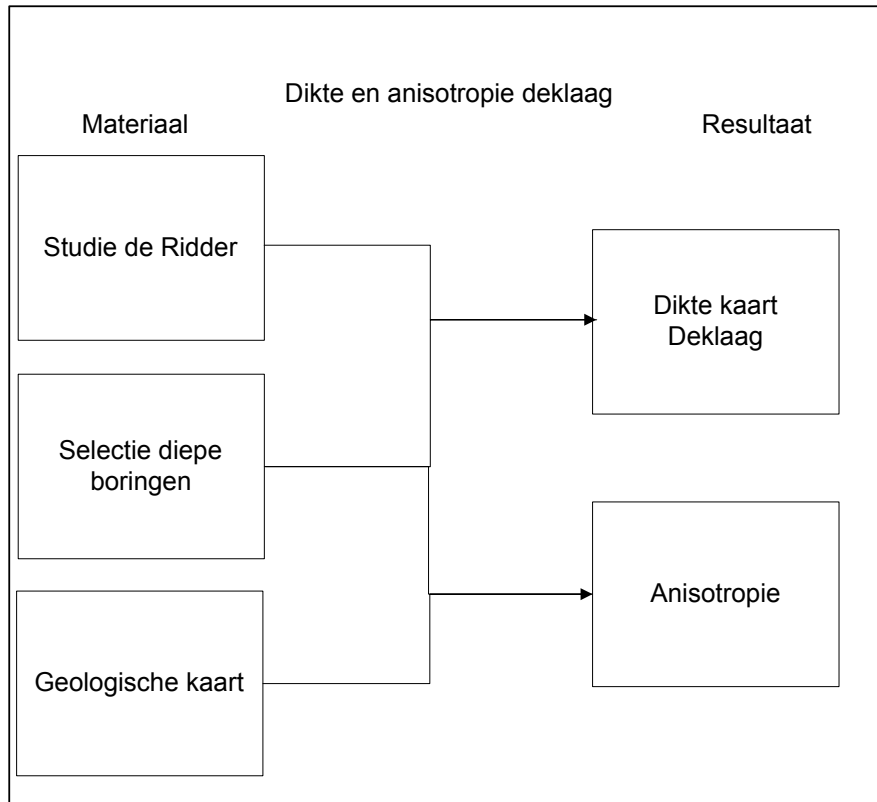 Dikte en anisotropie deklaag
Materiaal
Resultaat
Studie de Ridder
Dikte kaart
Deklaag
Selectie diepe
boringen
Anisotropie
Geologische kaart